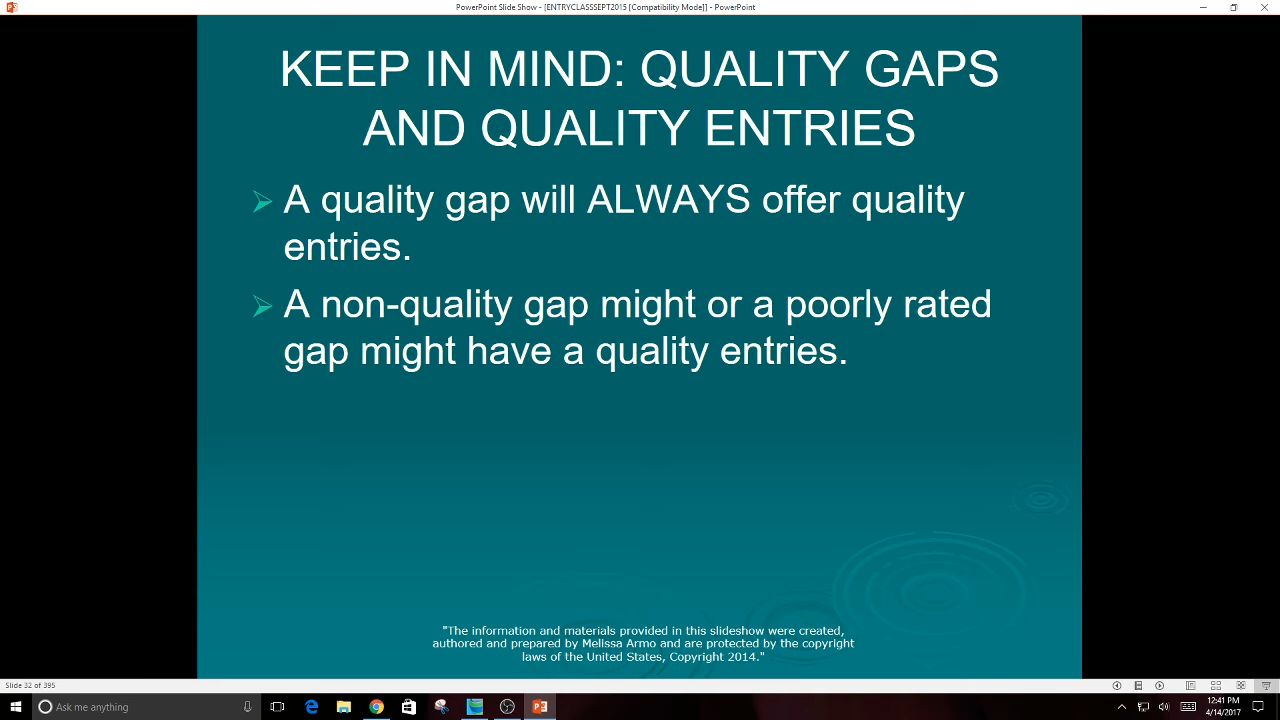 PowerPoint Slide Show - [ENTRYCLASSSEPT2015 [Compatibility Mode]] - PowerPoint
KEEP IN MIND: QUALITY GAPS
AND QUALITY ENTRIES
A quality gap will ALWAYS offer quality
entries.
A non-quality gap might or a poorly rated
gap might have a quality entries.
"The information and materials provided in this slideshow were created,
authored and prepared by Melissa Armo and are protected by the copyright
laws of the United States, Copyright 2014."
Slide 32 of 395
Ask me anything
12:41 PM
4/14/2017